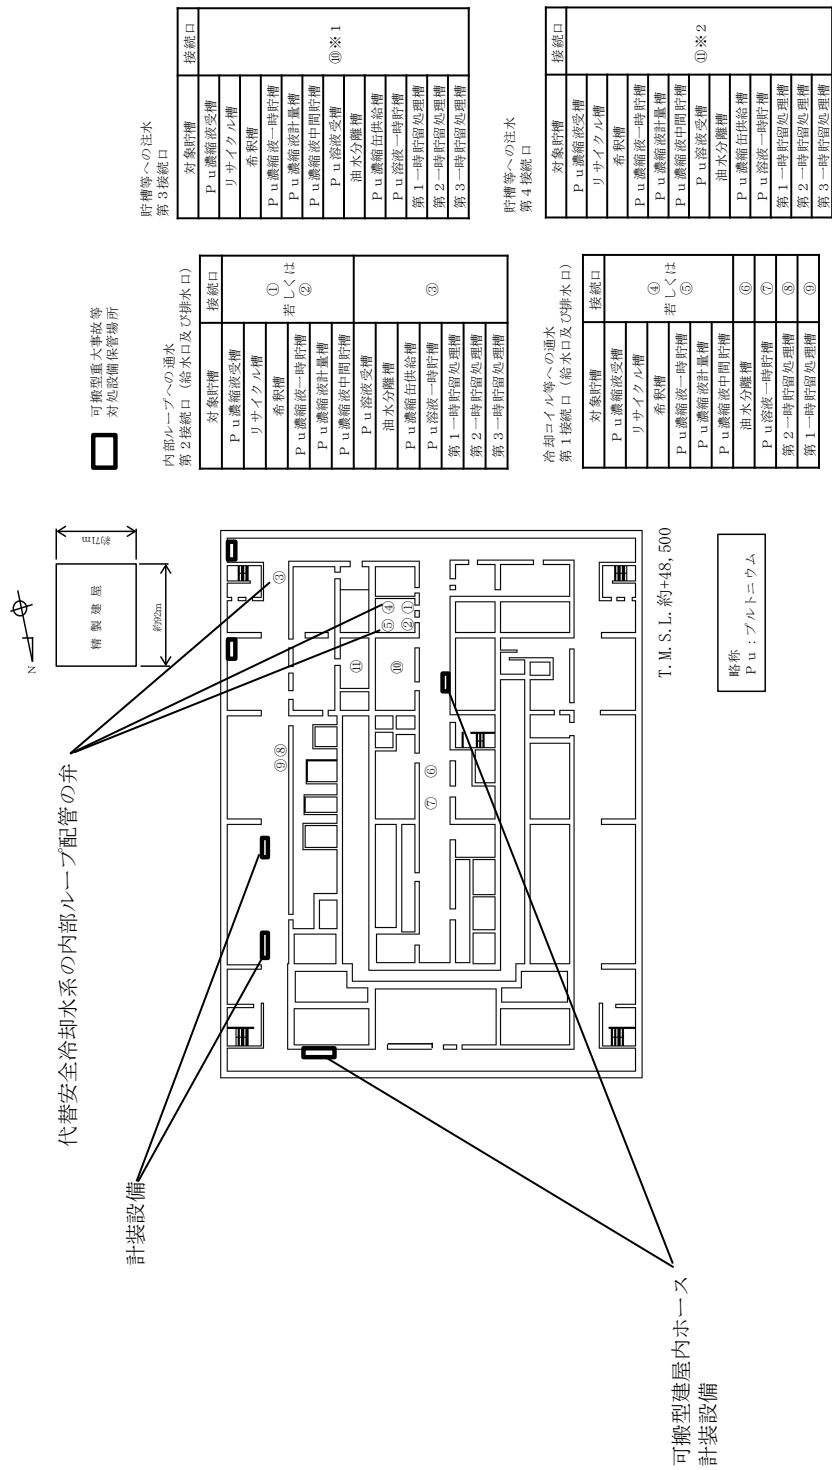 代替安全冷却水系の内部ループ配管の弁
計装設備
可搬型建屋内ホース
計装設備
N
精製建屋
約92m
約71m
可搬型重大事故等
対処設備保管場所
③
④ ①
⑤ ②
⑪
⑩
⑨⑧
⑥
⑦
T.M.S.L.約+48,500
略称
Pu:プルトニウム
内部ループへの通水
第2接続口(給水口及び排水口)
対象貯槽 接続口
Pu濃縮液受槽 ①若しくは②
リサイクル槽
希釈槽
Pu濃縮液一時貯槽
Pu濃縮液計量槽
Pu濃縮液中間貯槽
Pu溶液受槽 ③
油水分離槽
Pu濃縮缶供給槽
Pu溶液一時貯槽
第1一時貯留処理槽
第2一時貯留処理槽
第3一時貯留処理槽
冷却コイル等への通水
第1接続口(給水口及び排水口)
対象貯槽 接続口
Pu濃縮液受槽 ④若しくは⑤
リサイクル槽
希釈槽
Pu濃縮液一時貯槽
Pu濃縮液計量槽
Pu濃縮液中間貯槽
油水分離槽 ⑥
Pu溶液一時貯槽 ⑦
第2一時貯留処理槽 ⑧
第1一時貯留処理槽 ⑨
貯槽等への注水
第3接続口
対象貯槽 接続口
Pu濃縮液受槽 ⑩※1
リサイクル槽
希釈槽
Pu濃縮液一時貯槽
Pu濃縮液計量槽
Pu濃縮液中間貯槽
Pu溶液受槽
油水分離槽
Pu濃縮缶供給槽
Pu溶液一時貯槽
第1一時貯留処理槽
第2一時貯留処理槽
第3一時貯留処理槽
貯槽等への注水
第4接続口
対象貯槽 接続口
Pu濃縮液受槽 ⑪※2
リサイクル槽
希釈槽
Pu濃縮液一時貯槽
Pu濃縮液計量槽
Pu濃縮液中間貯槽
Pu溶液受槽
油水分離槽
Pu濃縮缶供給槽
Pu溶液一時貯槽
第1一時貯留処理槽
第2一時貯留処理槽
第3一時貯留処理槽